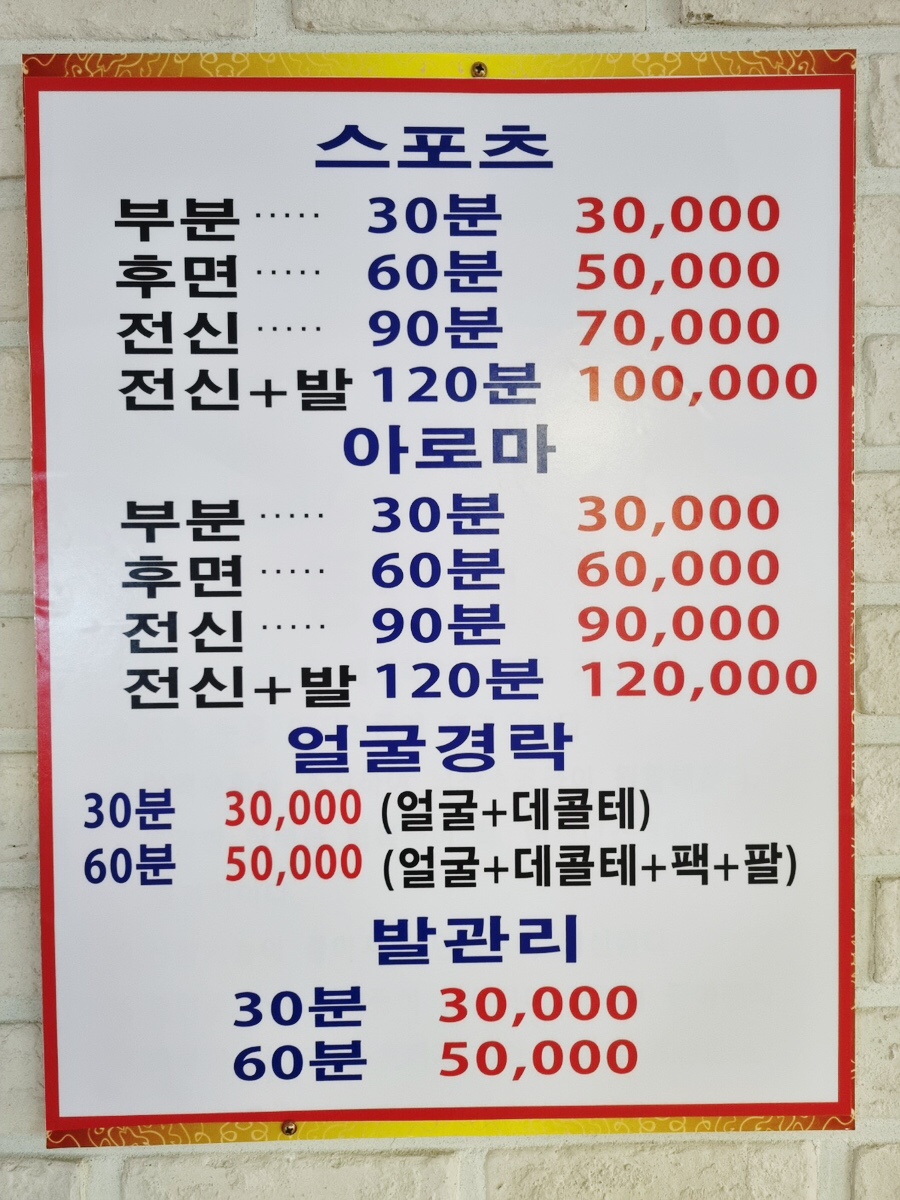 스포츠
부분 ····· 30분 30,000
후면 ····· 60분 50,000
전신 ····· 90분 70,000
전신+발 120분 100,000
아로마
부분 ····· 30분 30,000
후면 ····· 60분 60,000
전신 ····· 90분 90,000
전신+발 120분 120,000
얼굴경락
30분 30,000 (얼굴+데콜테)
60분 50,000 (얼굴+데콜테+팩+팔)
발관리
30분 30,000
60분 50,000